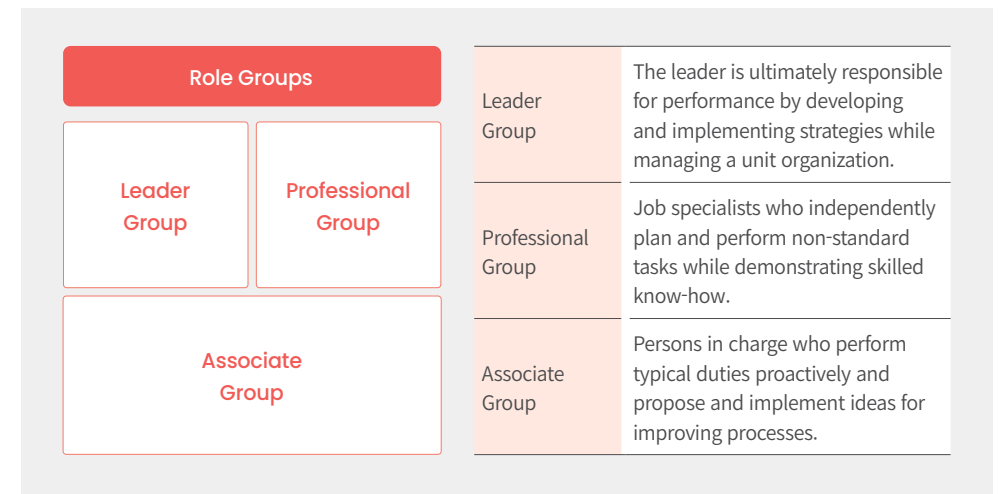 Role Groups
Leader
Group
Professional
Group
Associate
Group
Leader
Group
The leader is ultimately responsible
for performance by developing
and implementing strategies while
managing a unit organization.
Professional
Group
Job specialists who independently
plan and perform non-standard
tasks while demonstrating skilled
know-how.
Associate
Group
Persons in charge who perform
typical duties proactively and
propose and implement ideas for
improving processes.